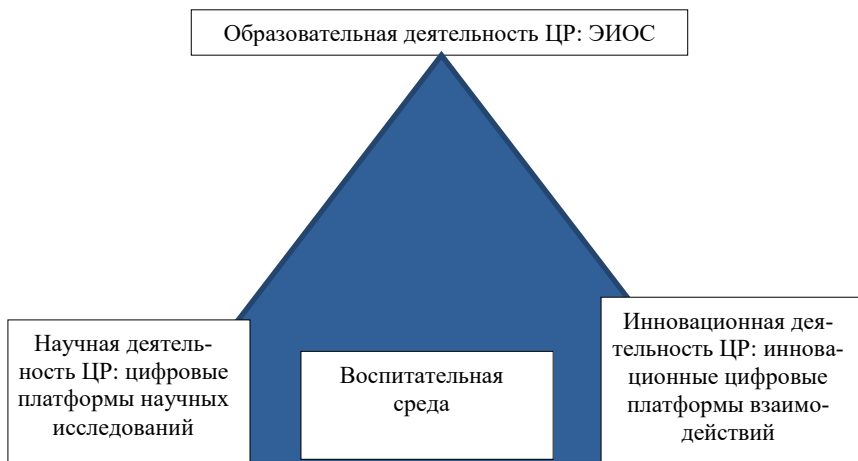 Образовательная деятельность ЦР: ЭИОС
Научная деятель-
ность ЦР: цифровые
платформы научных
исследований
Воспитательная
среда
Инновационная дея-
тельность ЦР: иннова-
ционные цифровые
платформы взаимо-
действий